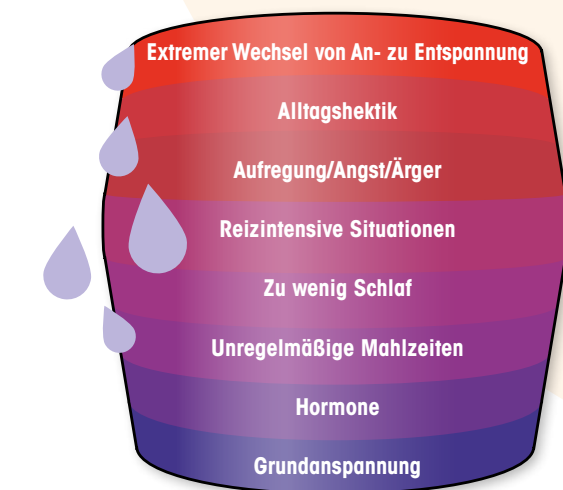 Extremer Wechsel von An- zu Entspannung
Alltagshektik
Aufregung/Angst/Ärger
Reizintensive Situationen
Zu wenig Schlaf
Unregelmäßige Mahlzeiten
Hormone
Grundanspannung